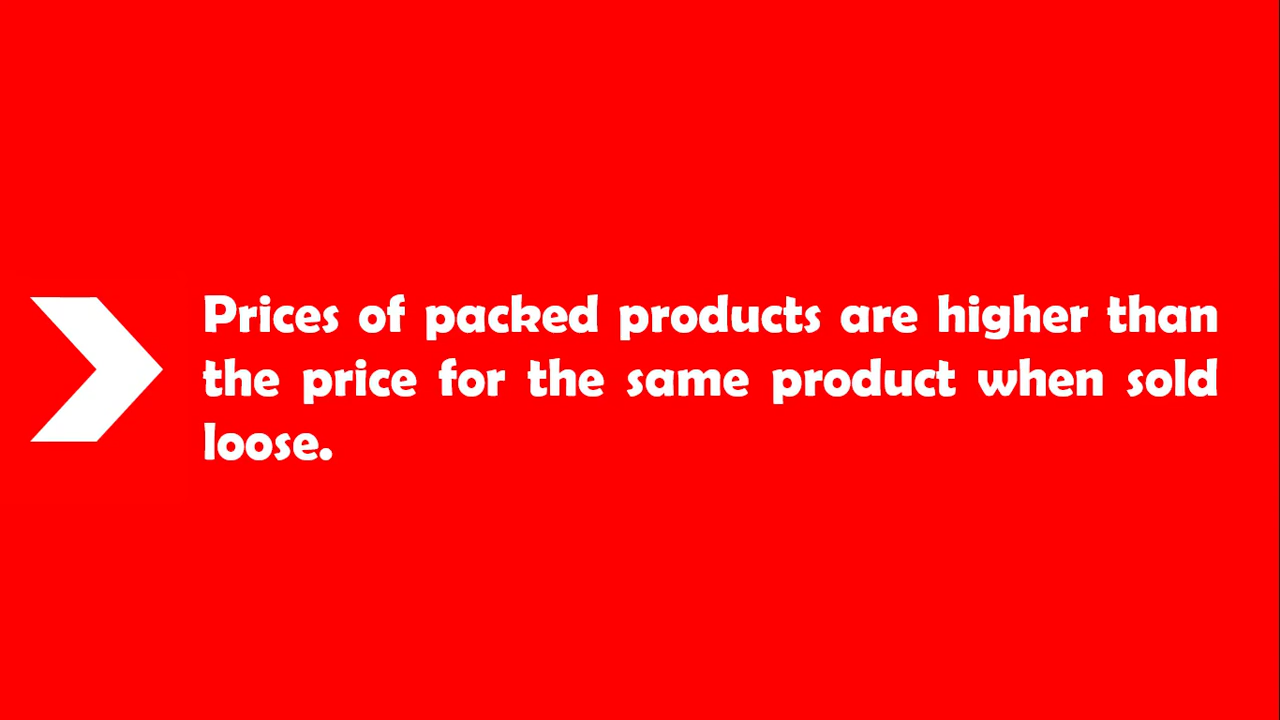 Prices of packed products are higher than
the price for the same product when sold
loose.